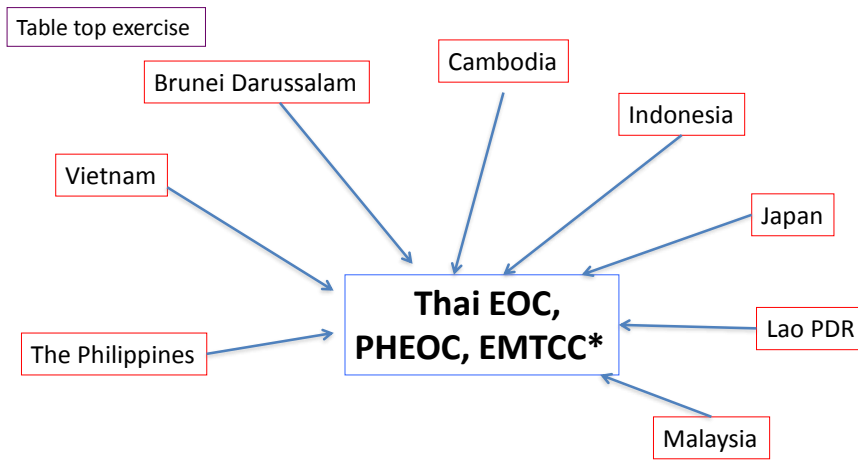 Table top exercise
Cambodia
Brunei Darussalam
Indonesia
Vietnam
Japan
Thai EOC,
PHEOC, EMTCC*
Lao PDR
The Philippines
Malaysia